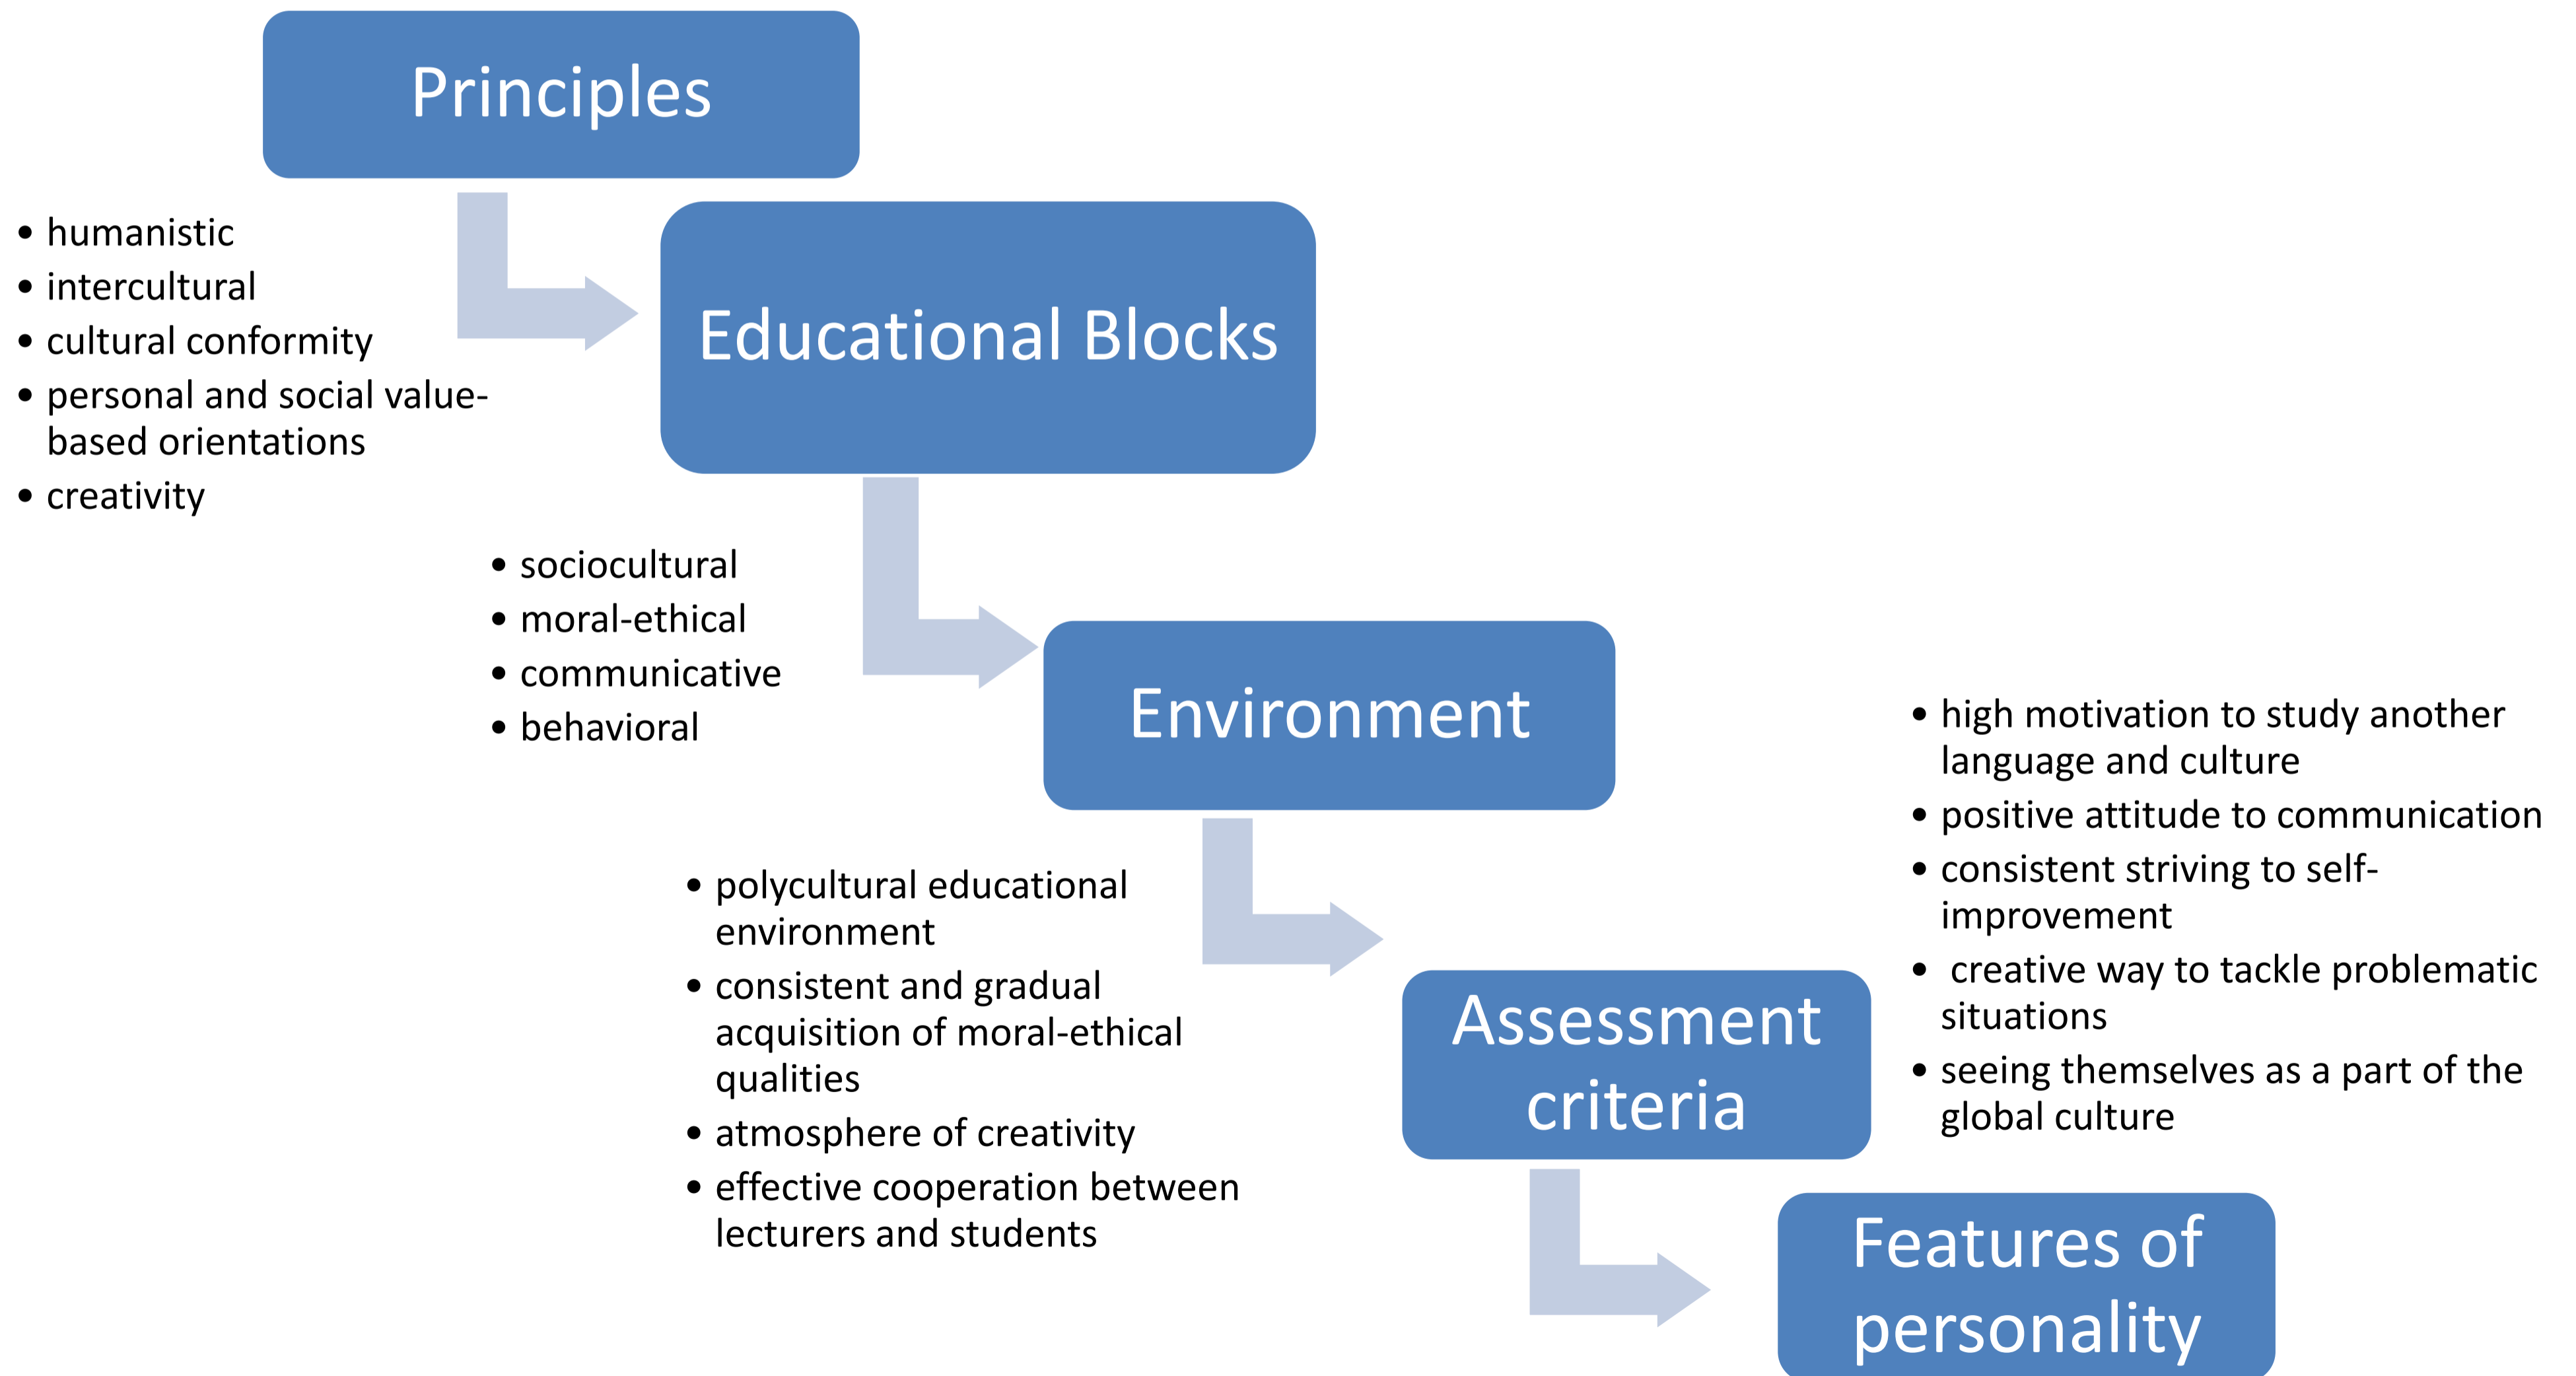 Principles
• humanistic
• intercultural
• cultural conformity
• personal and social value-
based orientations
• creativity
Educational Blocks
• sociocultural
• moral-ethical
• communicative
• behavioral
Environment
• polycultural educational
environment
• consistent and gradual
acquisition of moral-ethical
qualities
• atmosphere of creativity
• effective cooperation between
lecturers and students
Assessment
criteria
• high motivation to study another
language and culture
• positive attitude to communication
• consistent striving to self-
improvement
• creative way to tackle problematic
situations
• seeing themselves as a part of the
global culture
Features of
personality